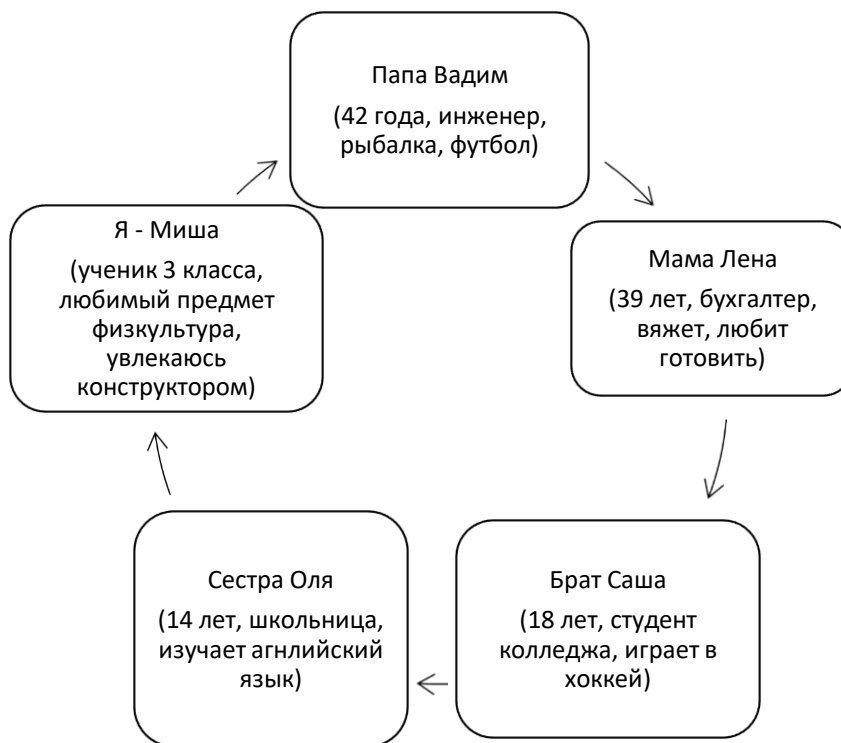 Папа Вадим
(42 года, инженер,
рыбалка, футбол)
Мама Лена
(39 лет, бухгалтер,
вяжет, любит
готовить)
Брат Саша
(18 лет, студент
колледжа, играет в
хоккей)
Сестра Оля
(14 лет, школьница,
изучает агнлийский
язык)
Я - Миша
(ученик 3 класса,
любимый предмет
физкультура,
увлекаюсь
конструктором)